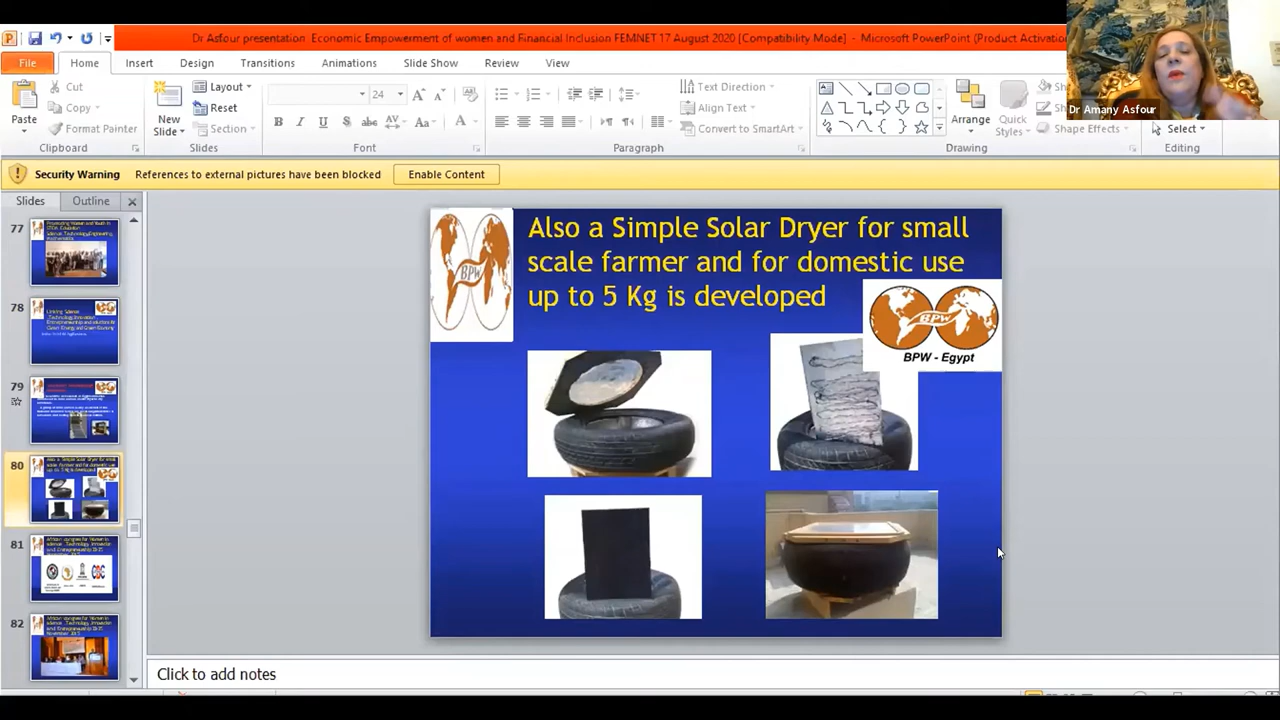 Dr Asfour presentation Economic Empowerment of women and Financial Inclusion FEMNET 17 August 2020 [Compatibility Mode] - Microsoft PowerPoint (Product Activation
File Home Insert Design Transitions Animations Slide Show Review View
Dr Amany Asfour
Paste
Cut
Copy
Format Painter
Clipboard
New
Slide
Layout
Reset
Section
Slides
24
B I U S abc AV Aa A
Font
Text Direction
Align Text
Convert to SmartArt
Paragraph
Arrange
Quick
Styles
Shape Effects
Drawing
Select
Editing
Security Warning References to external pictures have been blocked Enable Content
Slides Outline
77
78
79
80
81
82
Also a Simple Solar Dryer for small
scale farmer and for domestic use
up to 5 Kg is developed
BPW
BPW
BPW - Egypt
Click to add notes